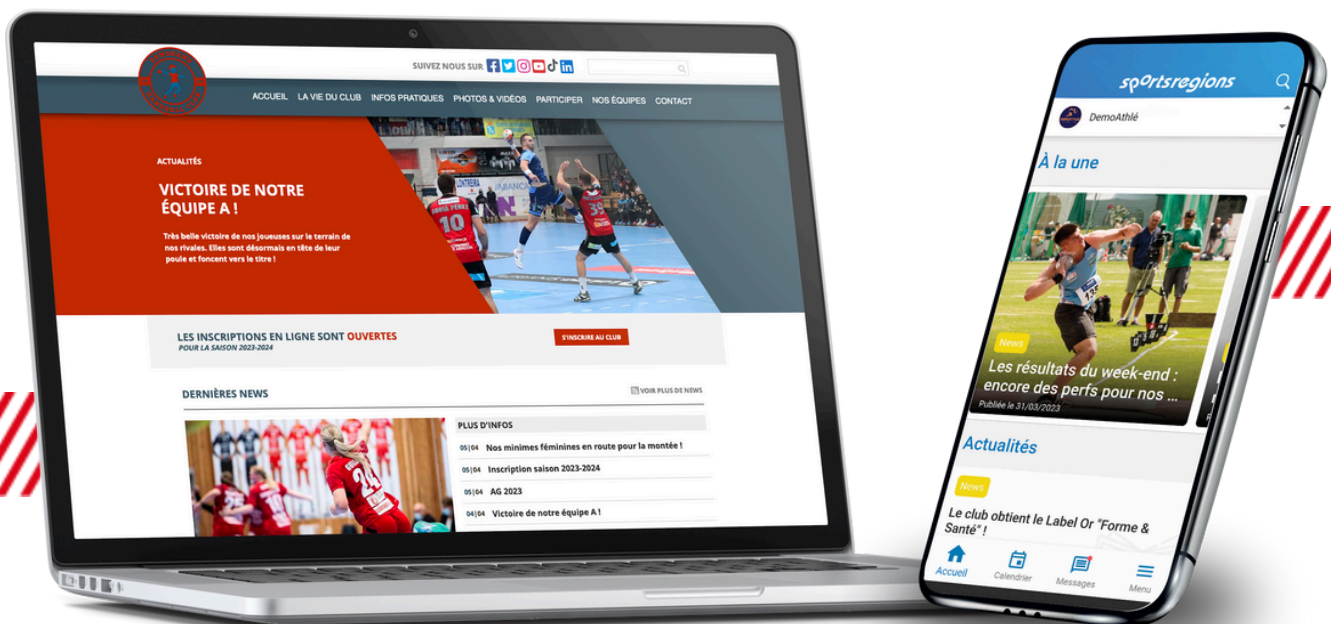 SUIVEZ NOUS SUR
ACCUEIL LA VIE DU CLUB INFOS PRATIQUES PHOTOS & VIDÉOS PARTICIPER NOS ÉQUIPES CONTACT
ACTUALITÉS
VICTOIRE DE NOTRE
ÉQUIPE A !
Très belle victoire de nos joueuses sur le terrain de
nos rivales. Elles sont désormais en tête de leur
poule et foncent vers le titre !
10
39
LES INSCRIPTIONS EN LIGNE SONT OUVERTES
POUR LA SAISON 2023-2024
S'INSCRIRE AU CLUB
DERNIÈRES NEWS
VOIR PLUS DE NEWS
24
PLUS D'INFOS
05|04 Nos minimes féminines en route pour la montée !
05|04 Inscription saison 2023-2024
05|04 AG 2023
04|04 Victoire de notre équipe A !
sportsregions
DemoAthlé
À la une
News
Les résultats du week-end :
encore des perfs pour nos ...
Publiée le 31/03/2023
Actualités
News
Le club obtient le Label Or "Forme &
Santé" !
Accueil
Calendrier
Messages
Menu